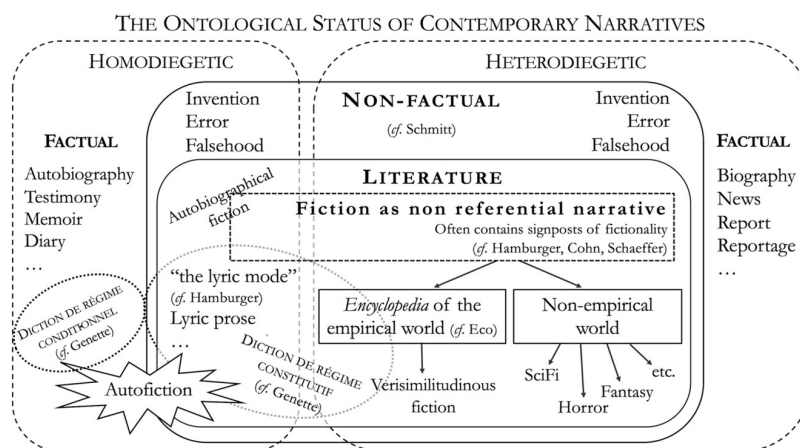 THE ONTOLOGICAL STATUS OF CONTEMPORARY NARRATIVES
HOMODIEGETIC
HETERODIEGETIC
FACTUAL
Autobiography
Testimony
Memoir
Diary
…
Invention
Error
Falsehood
NON-FACTUAL
(cf. Schmitt)
Invention
Error
Falsehood
FACTUAL
Biography
News
Report
Reportage
…
LITERATURE
Autobiographical
fiction
Fiction as non referential narrative
Often contains signposts of fictionality
(cf. Hamburger, Cohn, Schaeffer)
“the lyric mode”
(cf. Hamburger)
Lyric prose
…
Encyclopedia of the
empirical world (cf. Eco)
Non-empirical
world
DICTION DE RÉGIME
CONDITIONNEL
(cf. Genette)
DICTION DE RÉGIME
CONSTITUTIF
(cf. Genette)
Autofiction
Verisimilitudinous
fiction
SciFi
Horror
Fantasy
etc.